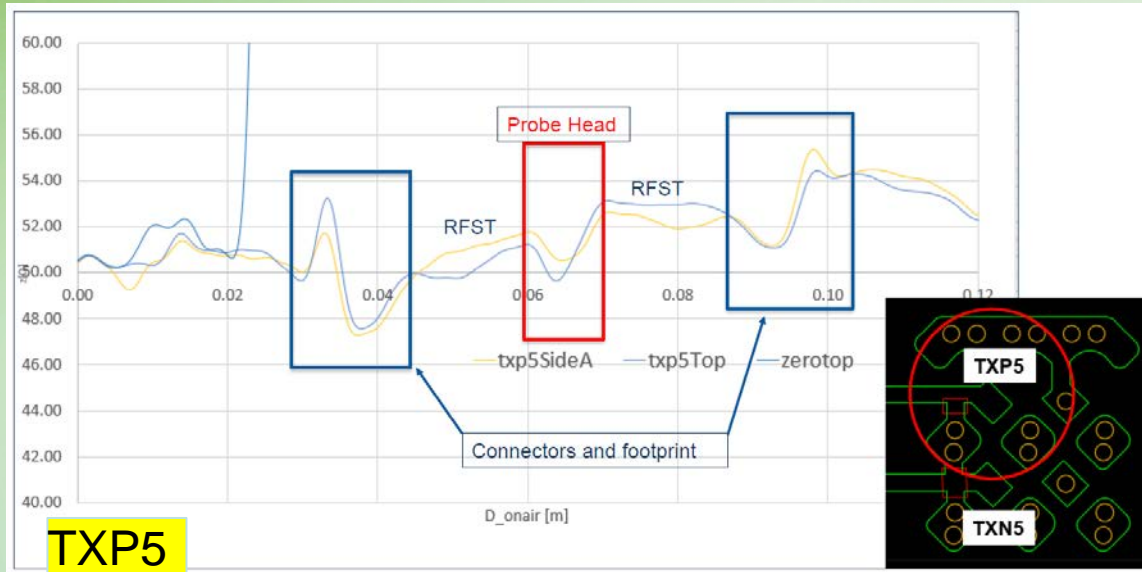 60.00
58.00
56.00
54.00
52.00
50.00
48.00
46.00
44.00
42.00
40.00
0.00
0.02
0.04
0.06
0.08
0.10
0.12
Probe Head
RFST
RFST
txp5SideA
txp5Top
zerotop
Connectors and footprint
D_onair [m]
TXP5
TXP5
TXN5